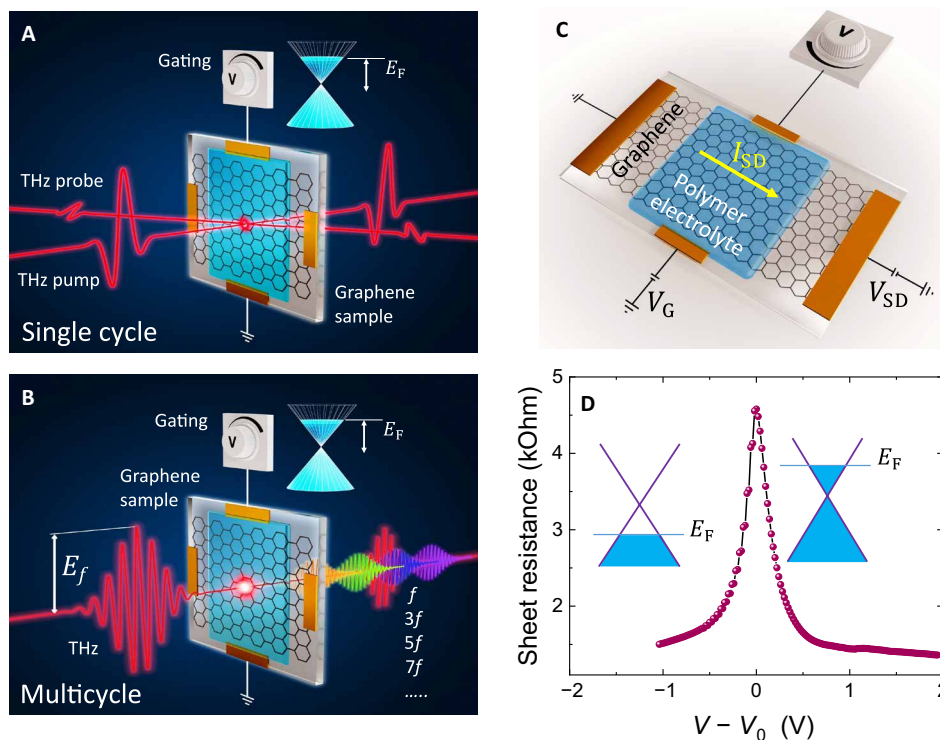 A
Gating
V
E_F
THz probe
THz pump
Graphene
sample
Single cycle
B
Gating
V
E_F
Graphene
sample
E_f
THz
f
3f
5f
7f
.....
Multicycle
C
V
Graphene
I_SD
Polymer
electrolyte
V_G
V_SD
D
Sheet resistance (kOhm)
5
4
3
2
1
E_F
E_F
−2
−1
0
1
2
V − V_0 (V)